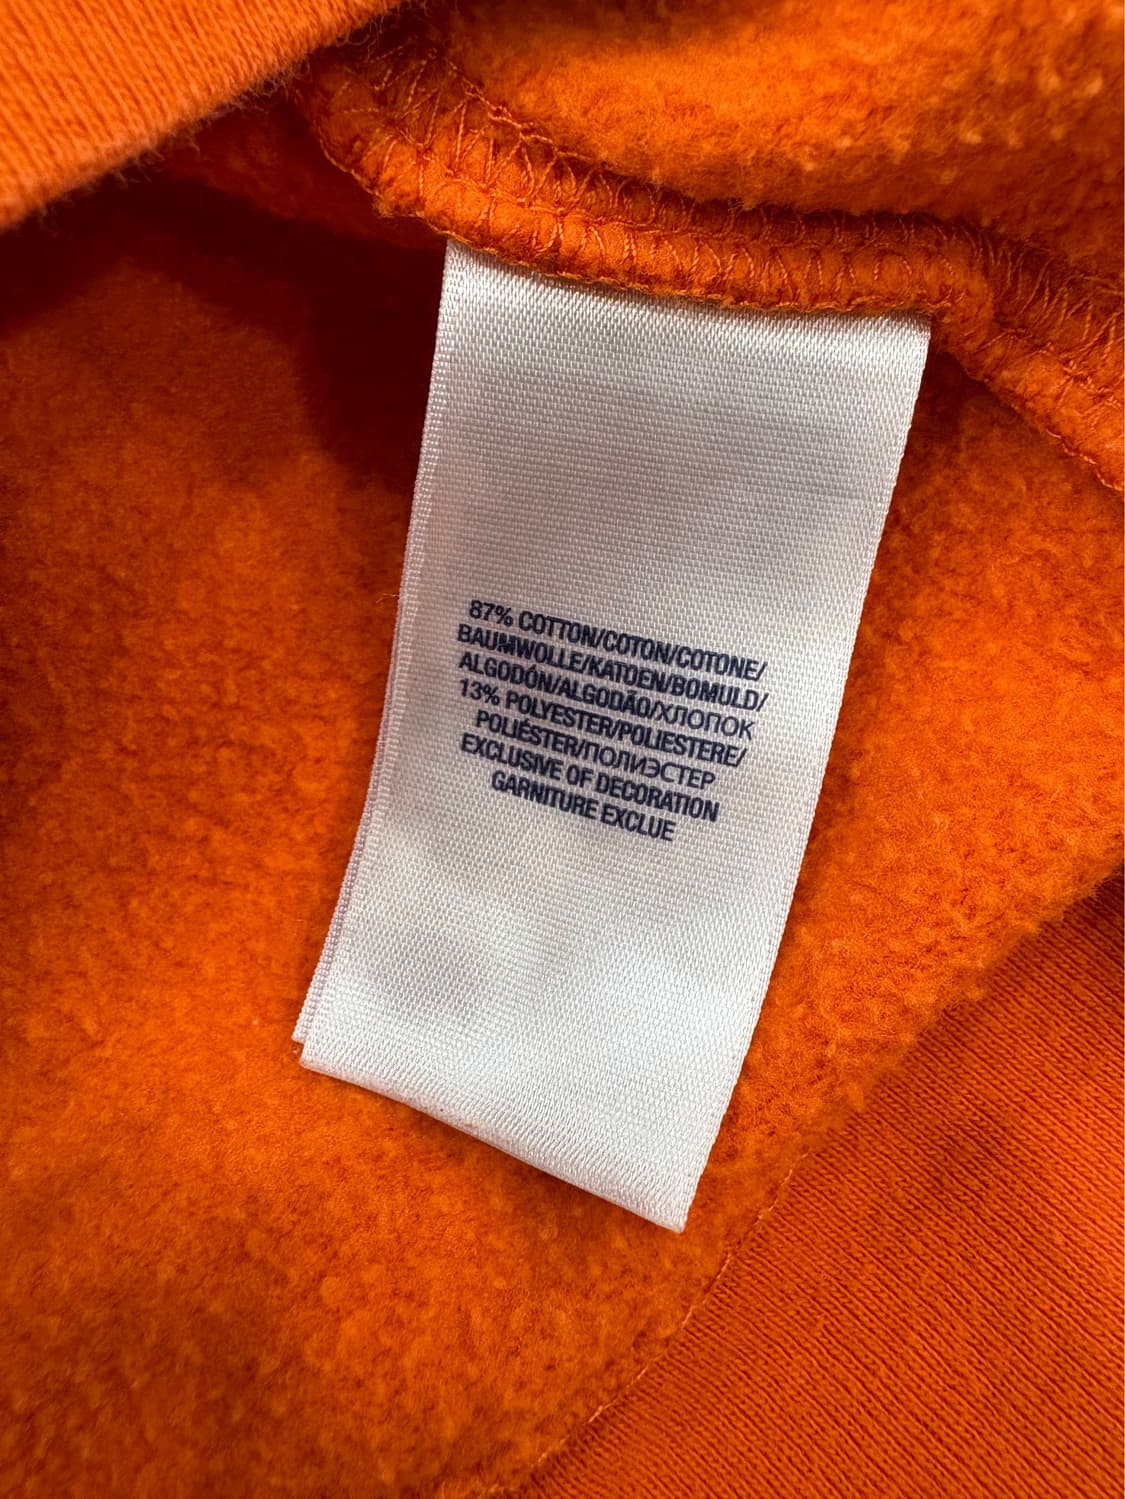 87% COTTON/COTON/COTONE/
BAUMWOLLE/KATOEN/BOMULD/
ALGODÓN/ALGODÃO/ХЛОПОК
13% POLYESTER/POLIESTERE/
POLIÉSTER/ПОЛИЭСТЕР
EXCLUSIVE OF DECORATION
GARNITURE EXCLUE